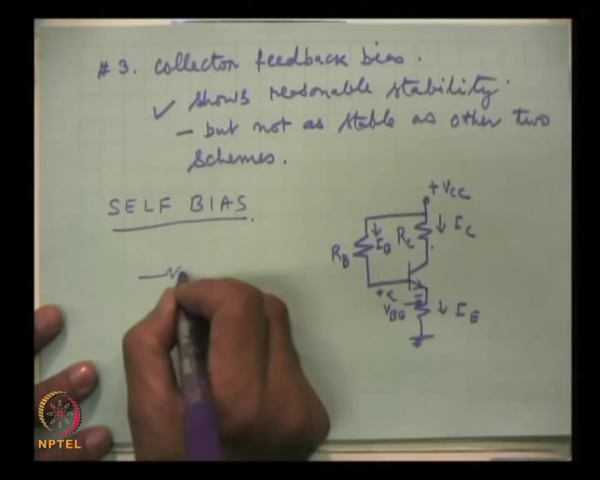 #3. Collector feedback bias.
✓ shows reasonable stability.
- but not as stable as other two
schemes.
SELF BIAS.
+VCC
RB
IB
RC
IC
VBE
IE
NPTEL